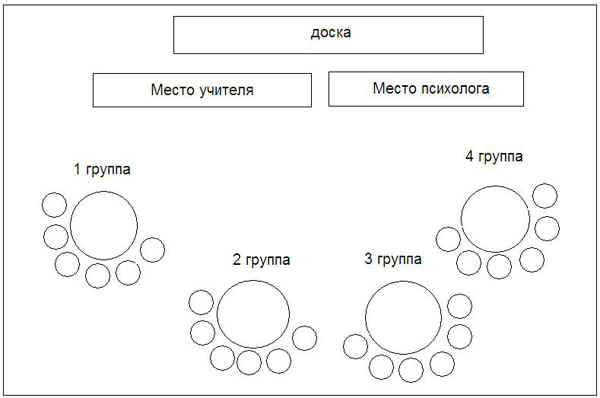 доска
Место учителя
Место психолога
1 группа
4 группа
2 группа
3 группа